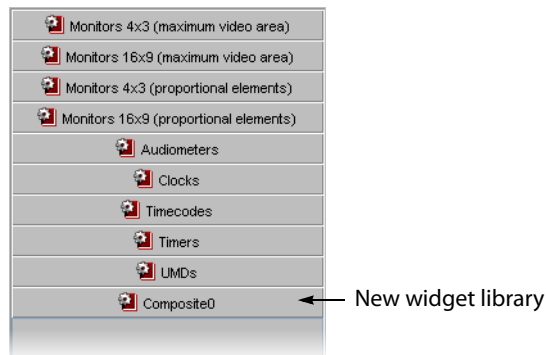 Monitors 4x3 (maximum video area)
Monitors 16x9 (maximum video area)
Monitors 4x3 (proportional elements)
Monitors 16x9 (proportional elements)
Audiometers
Clocks
Timecodes
Timers
UMDs
Composite0
New widget library